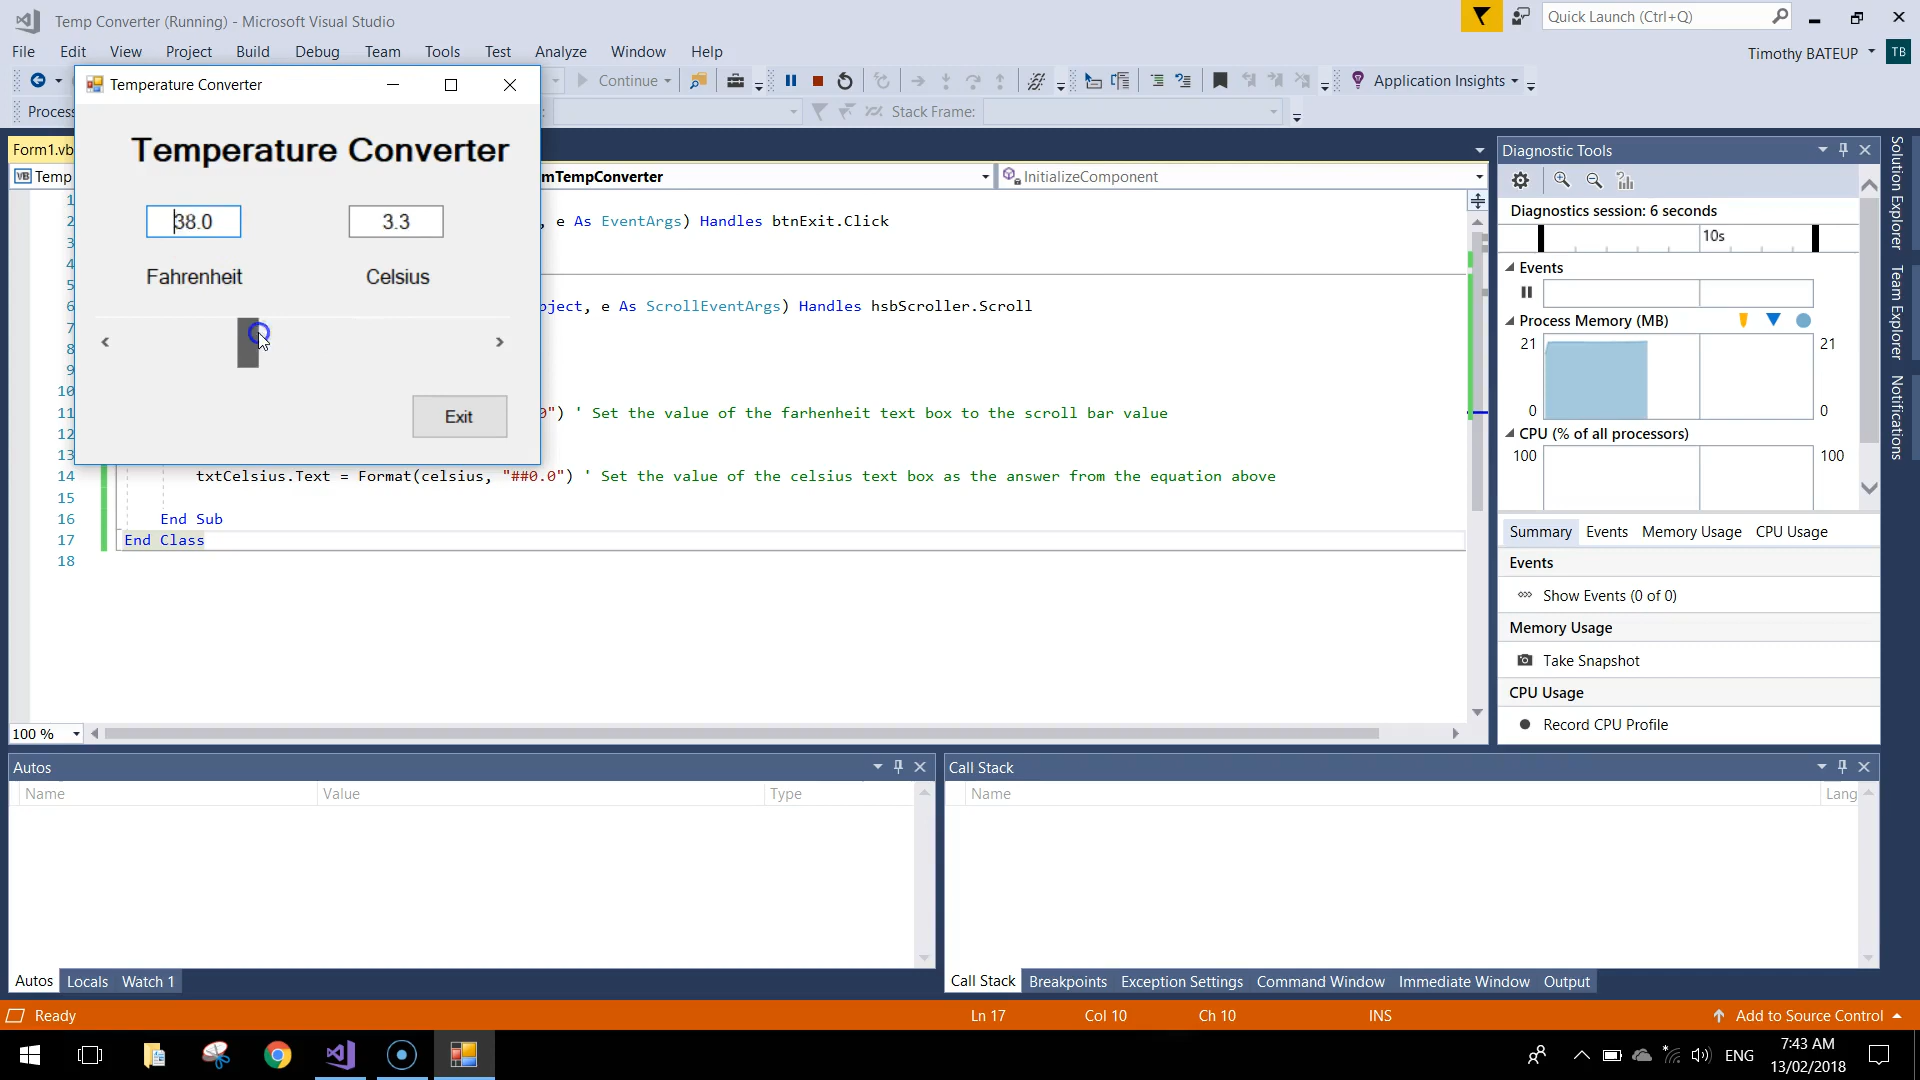 Temp Converter (Running) - Microsoft Visual Studio
Quick Launch (Ctrl+Q)
File Edit View Project Build Debug Team Tools Test Analyze Window Help
Timothy BATEUP TB
Continue
Application Insights
Temperature Converter
Process
Stack Frame:
Form1.vb
Temp
mTempConverter
InitializeComponent
Temperature Converter
38.0 3.3
Fahrenheit Celsius
< >
Exit
1
2 , e As EventArgs) Handles btnExit.Click
3
4
5
6 bject, e As ScrollEventArgs) Handles hsbScroller.Scroll
7
8
9
10
11 0") ' Set the value of the farhenheit text box to the scroll bar value
12
13
14 txtCelsius.Text = Format(celsius, "##0.0") ' Set the value of the celsius text box as the answer from the equation above
15
16 End Sub
17 End Class
18
100 %
Diagnostic Tools
Diagnostics session: 6 seconds
10s
Events
Process Memory (MB)
21 21
0 0
CPU (% of all processors)
100 100
Summary Events Memory Usage CPU Usage
Events
Show Events (0 of 0)
Memory Usage
Take Snapshot
CPU Usage
Record CPU Profile
Solution Explorer
Team Explorer
Notifications
Autos
Name Value Type
Autos Locals Watch 1
Call Stack
Name Lang
Call Stack Breakpoints Exception Settings Command Window Immediate Window Output
Ready
Ln 17 Col 10 Ch 10 INS
Add to Source Control
ENG
7:43 AM
13/02/2018